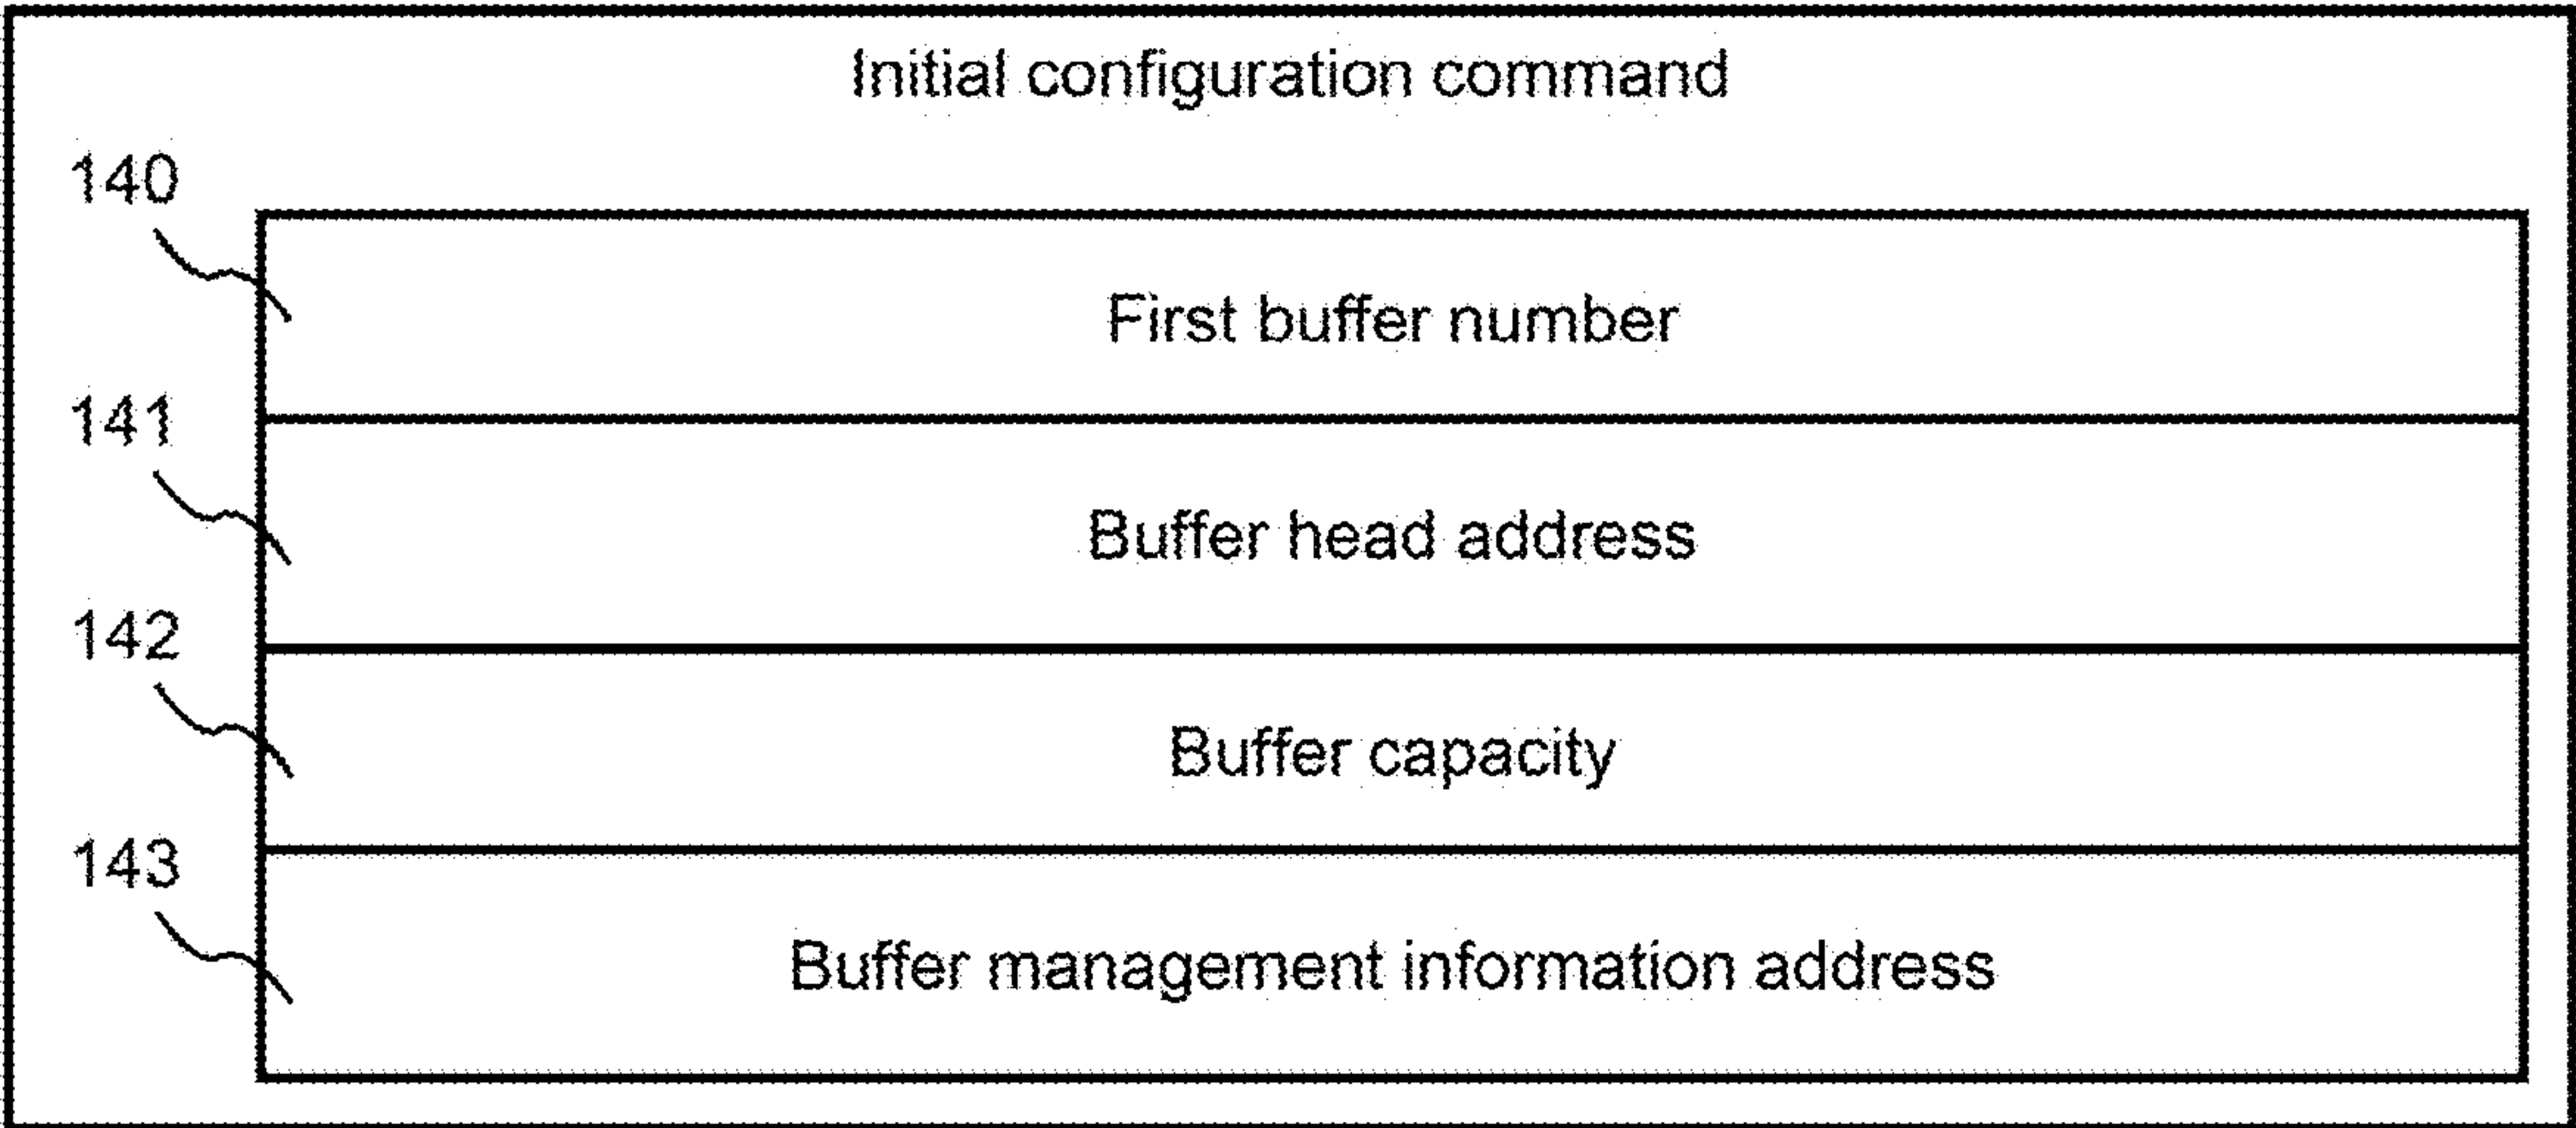 Initial configuration command
140
First buffer number
141
Buffer head address
142
Buffer capacity
143
Buffer management information address